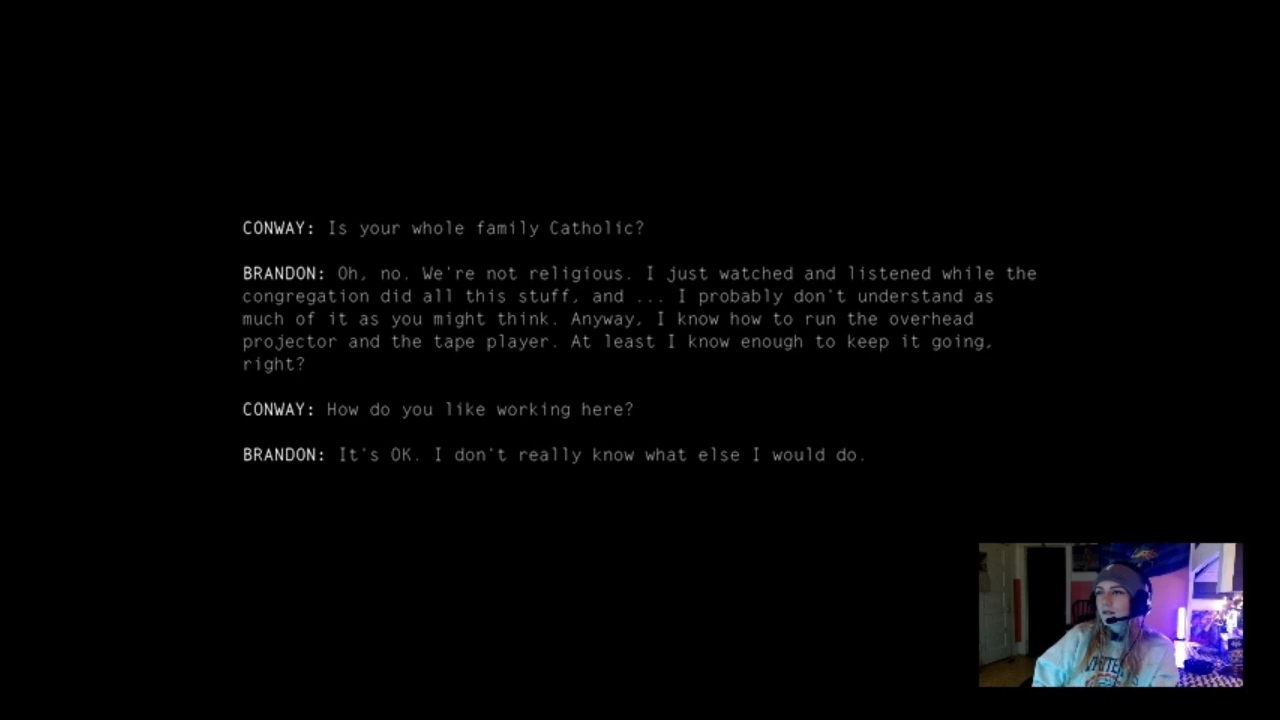 CONWAY: Is your whole family Catholic?
BRANDON: Oh, no. We're not religious. I just watched and listened while the
congregation did all this stuff, and ... I probably don't understand as
much of it as you might think. Anyway, I know how to run the overhead
projector and the tape player. At least I know enough to keep it going,
right?
CONWAY: How do you like working here?
BRANDON: It's OK. I don't really know what else I would do.